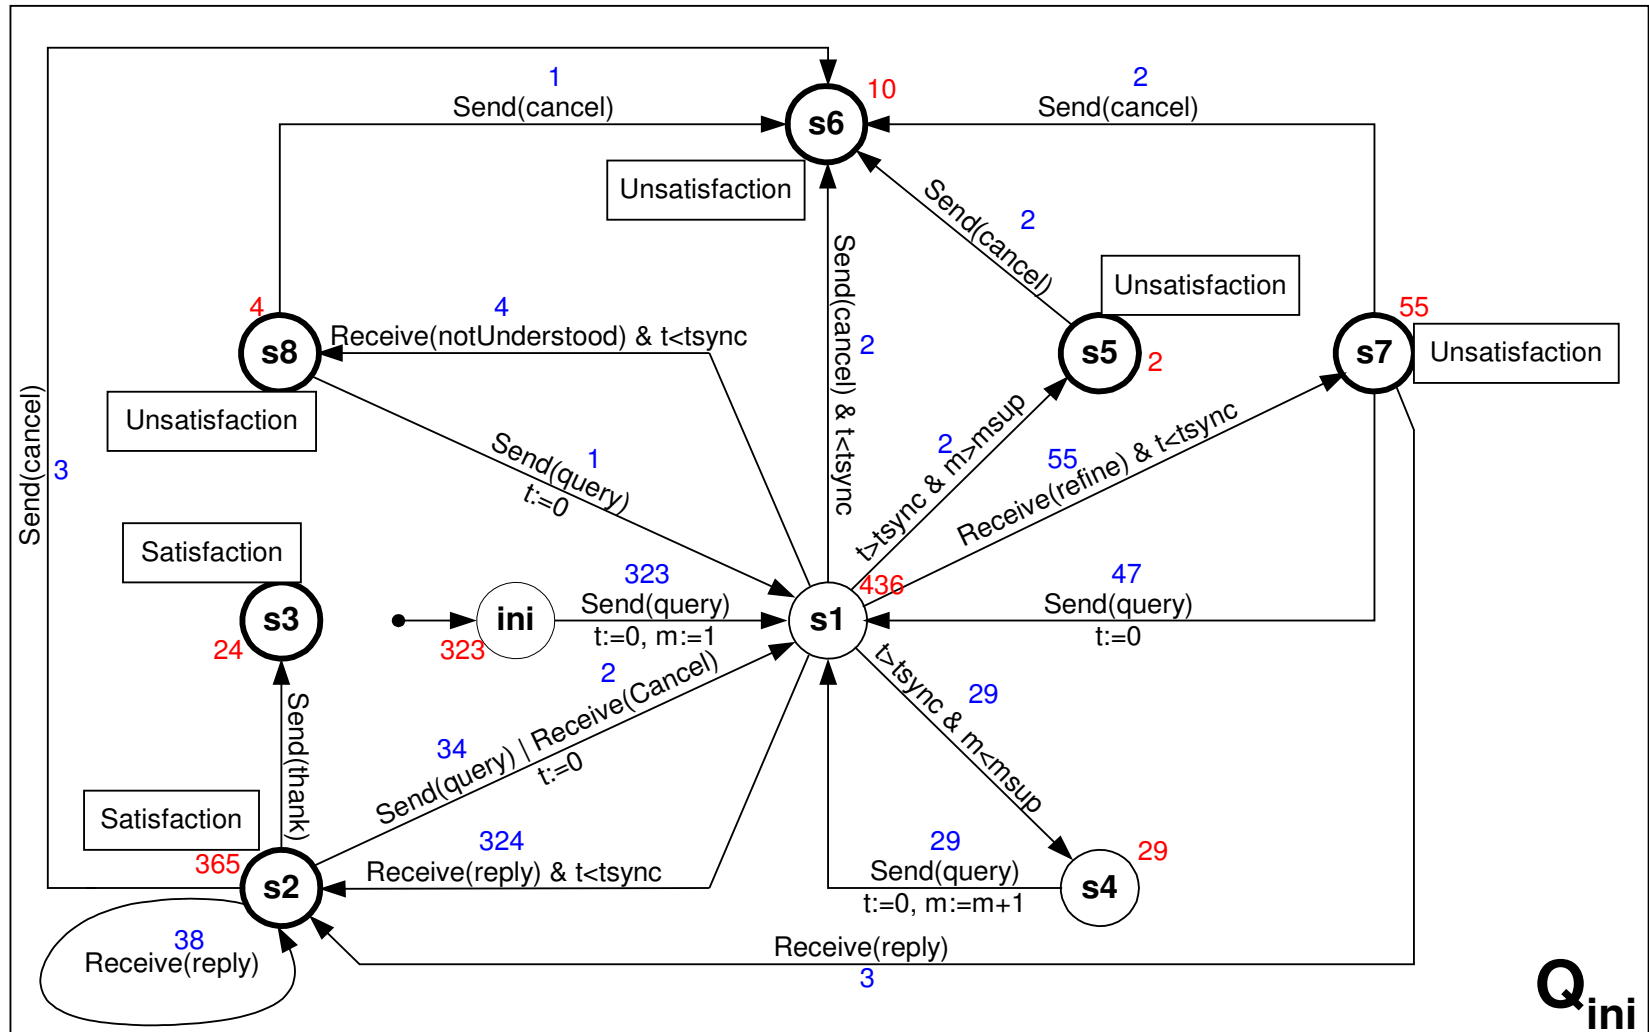 1
Send(cancel)
10
2
Send(cancel)
s6
Unsatisfaction
Send(cancel)
2
Unsatisfaction
4
4
Receive(notUnderstood) & t<tsync
s8
Unsatisfaction
Send(cancel) & t<tsync
2
s5
2
55
s7
Unsatisfaction
Send(cancel)
3
Send(query)
1
t:=0
t>tsync & m>msup
2
Receive(refine) & t<tsync
55
Satisfaction
s3
24
ini
323
323
Send(query)
t:=0, m:=1
s1
436
47
Send(query)
t:=0
Send(thank)
34
Send(query) | Receive(Cancel)
2
t:=0
t>tsync & m<msup
29
Satisfaction
365
s2
324
Receive(reply) & t<tsync
29
Send(query)
t:=0, m:=m+1
29
s4
38
Receive(reply)
Receive(reply)
3
Qini